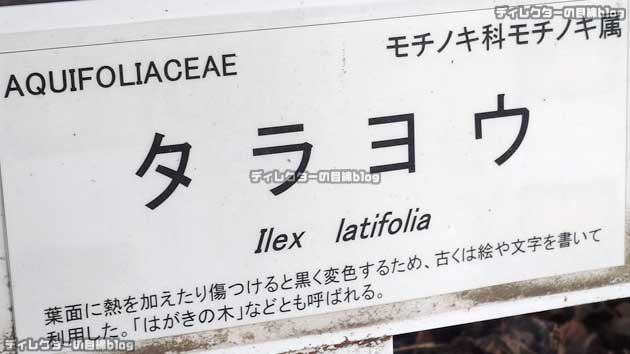 ディレクターの目線blog
AQUIFOLIACEAE
モチノキ科モチノキ属
タラヨウ
ディレクターの目線blog
Ilex latifolia
葉面に熱を加えたり傷つけると黒く変色するため、古くは絵や文字を書いて
利用した。「はがきの木」などとも呼ばれる。
ディレクターの目線blog